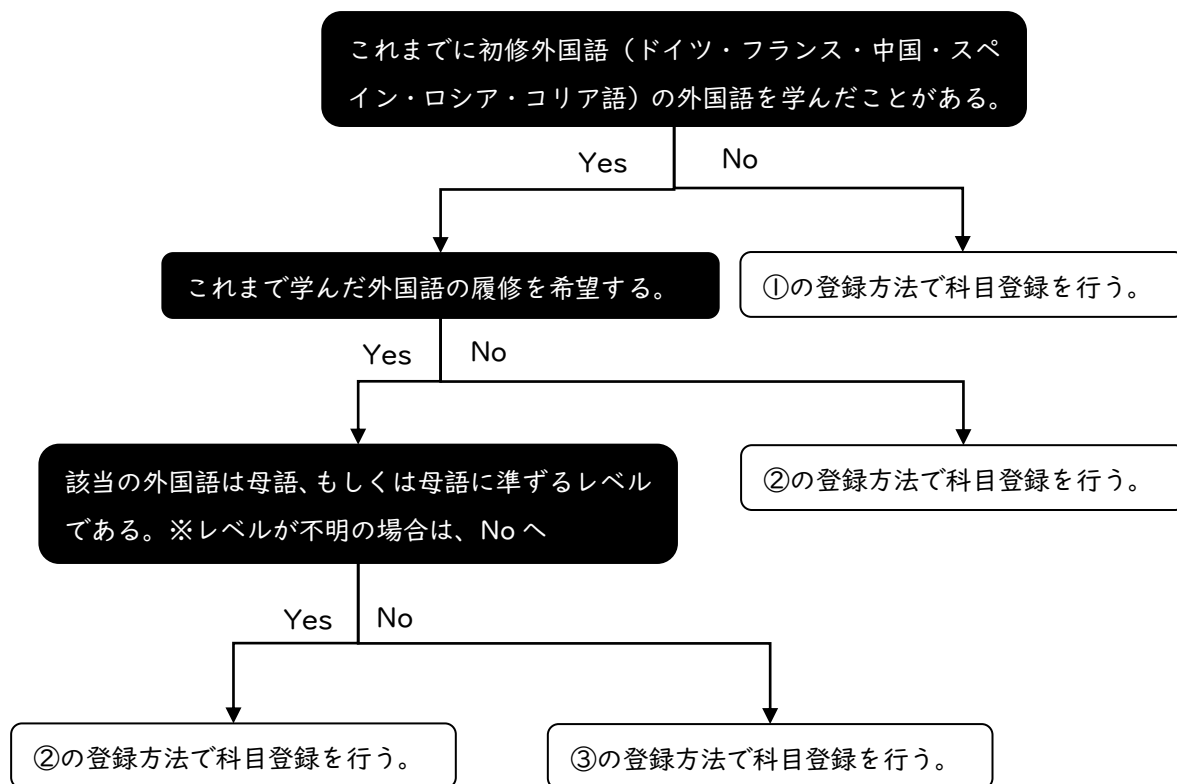 これまでに初修外国語（ドイツ・フランス・中国・スペ
イン・ロシア・コリア語）の外国語を学んだことがある。
Yes
No
これまで学んだ外国語の履修を希望する。
①の登録方法で科目登録を行う。
Yes
No
該当の外国語は母語、もしくは母語に準ずるレベル
である。※レベルが不明の場合は、No へ
②の登録方法で科目登録を行う。
Yes
No
②の登録方法で科目登録を行う。
③の登録方法で科目登録を行う。